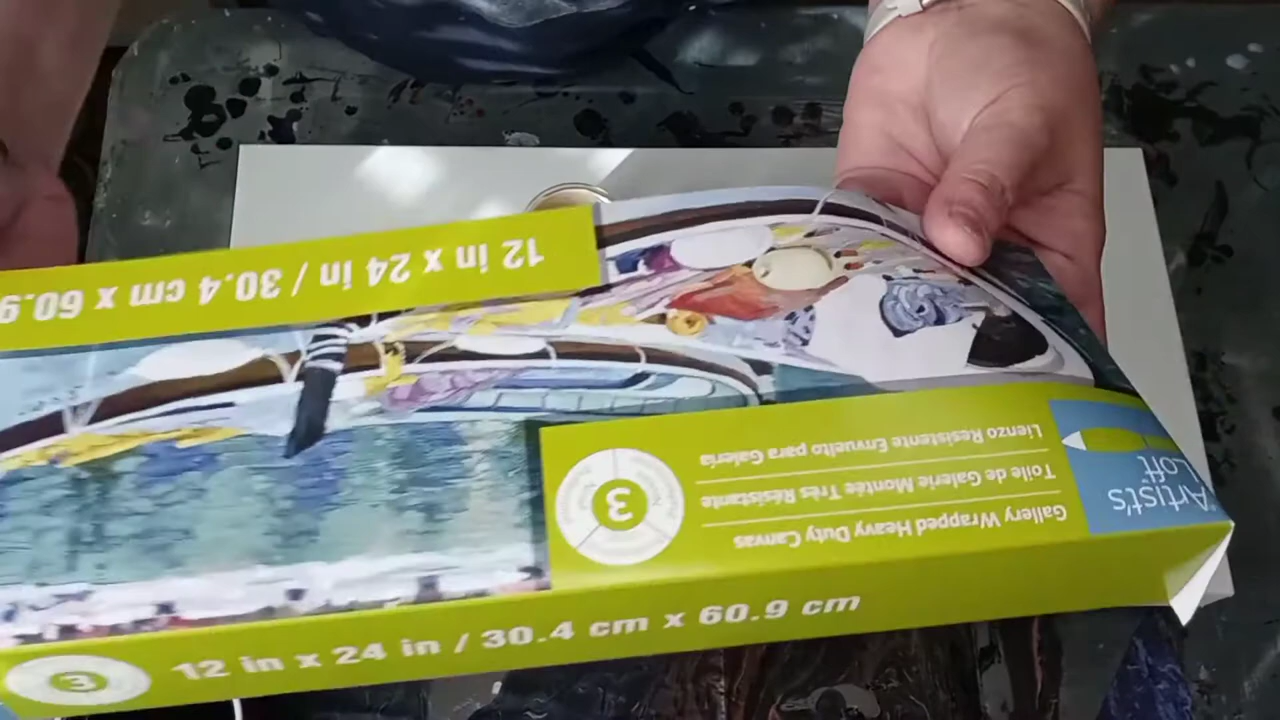 12 in x 24 in / 30.4 cm x 60.9
Artist's
Loft
Gallery Wrapped Heavy Duty Canvas
Toile de Galerie Montée Très Résistante
Lienzo Resistente Envuelto para Galería
3
3
12 in x 24 in / 30.4 cm x 60.9 cm